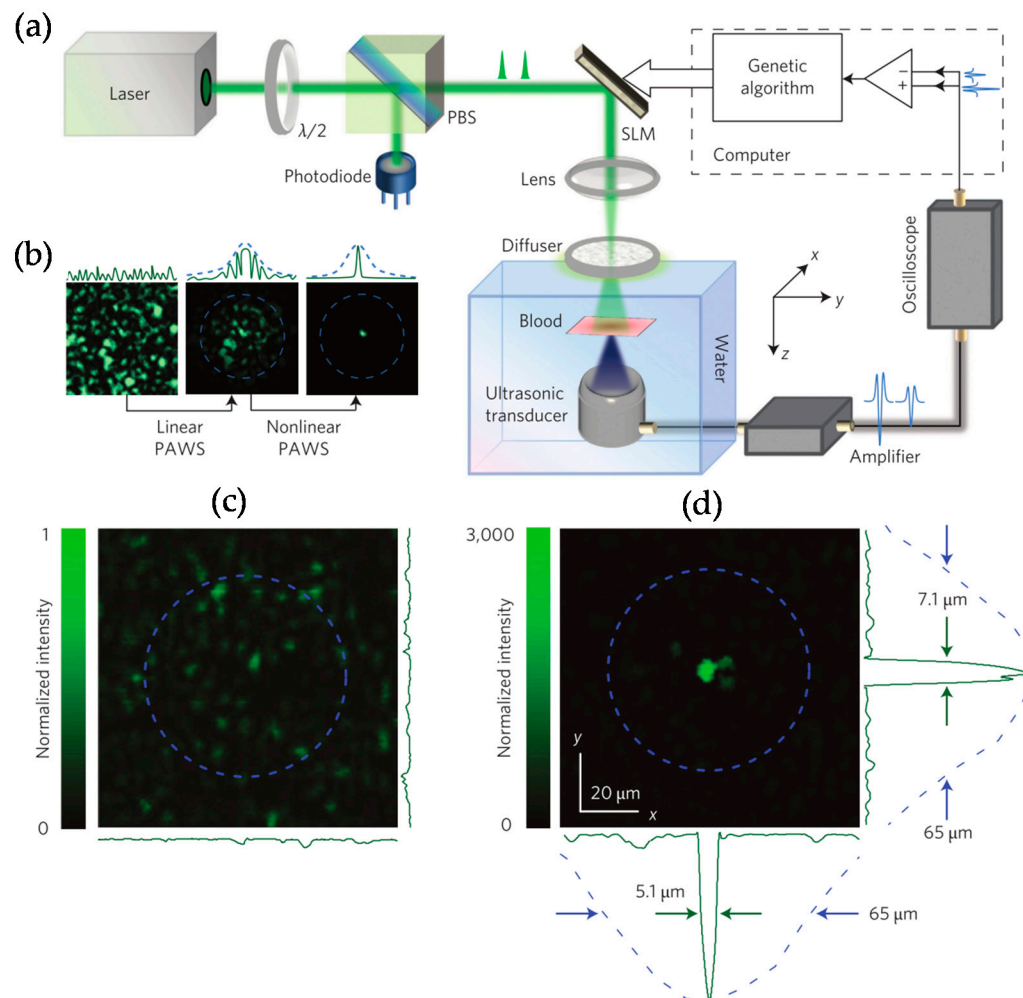 (a)
Laser
λ/2
PBS
Photodiode
SLM
Genetic
algorithm
−
+
Computer
Lens
Diffuser
Blood
Ultrasonic
transducer
Water
x
y
z
Amplifier
Oscilloscope
(b)
Linear
PAWS
Nonlinear
PAWS
(c)
1
Normalized intensity
0
(d)
3,000
Normalized intensity
0
y
20 µm
x
7.1 µm
65 µm
5.1 µm
65 µm